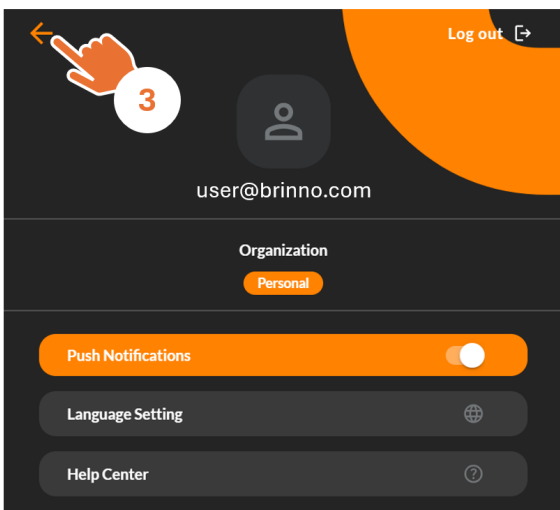 Log out
3
user@brinno.com
Organization
Personal
Push Notifications
Language Setting
Help Center